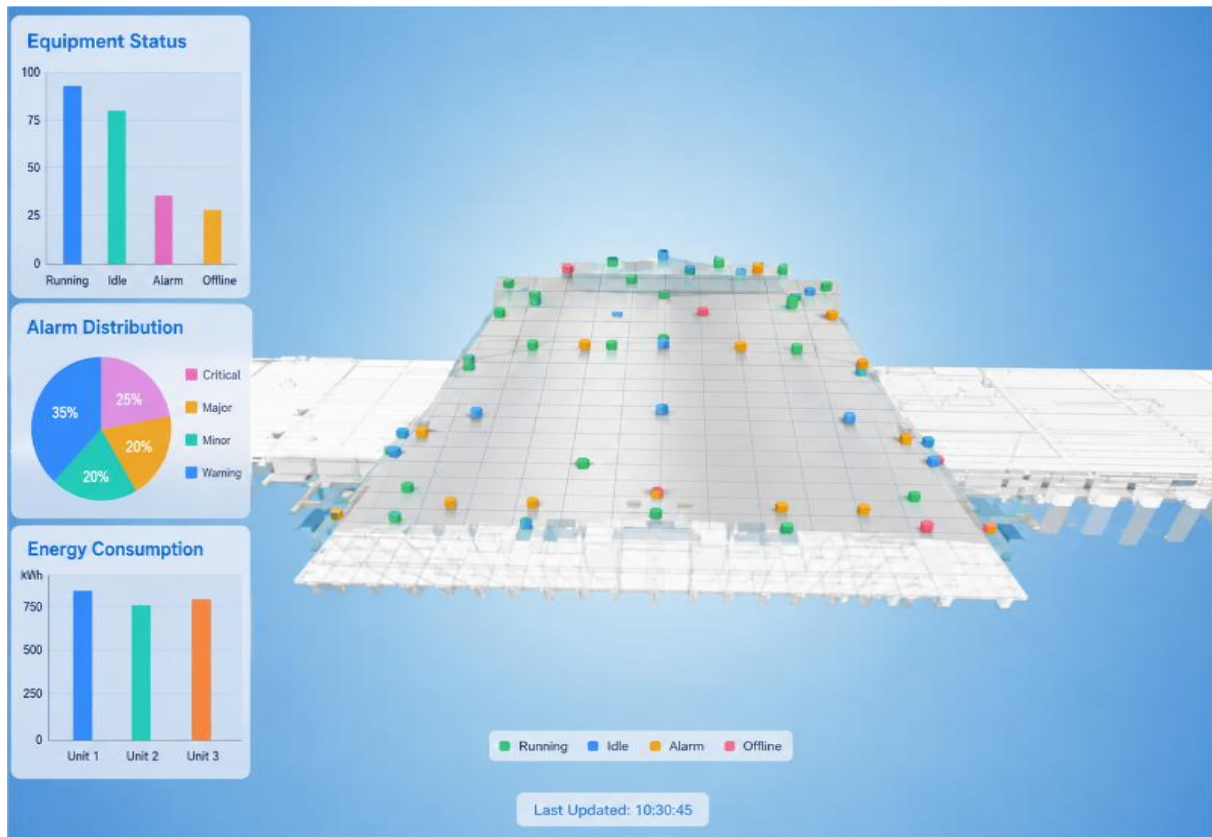 Equipment Status
100
75
50
25
0
Running Idle Alarm Offline
Alarm Distribution
35%
25%
20%
20%
Critical
Major
Minor
Warning
Energy Consumption
kWh
750
500
250
0
Unit 1 Unit 2 Unit 3
Running Idle Alarm Offline
Last Updated: 10:30:45